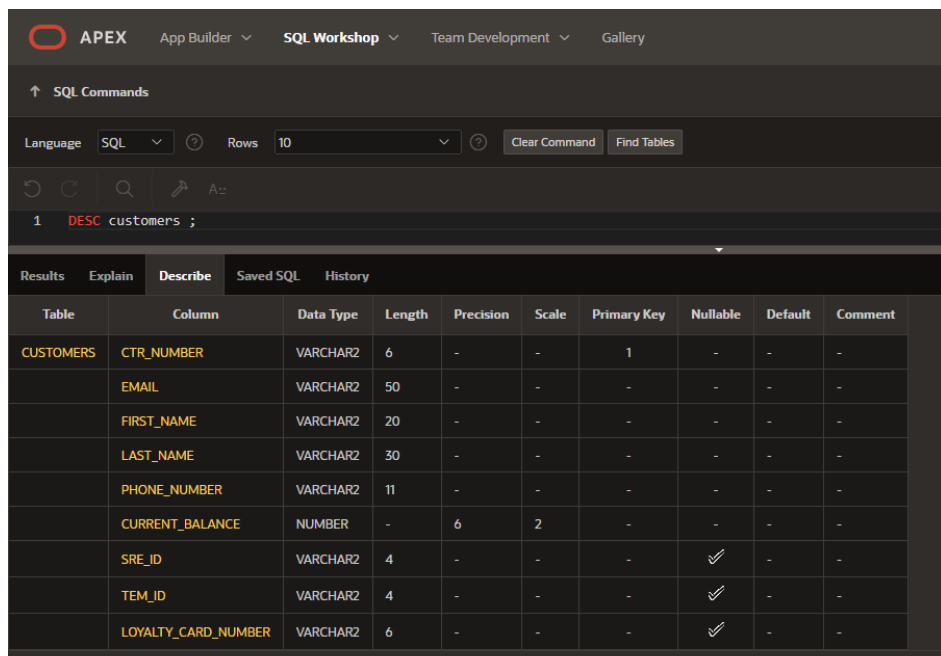 APEX App Builder SQL Workshop Team Development Gallery
↑ SQL Commands
Language SQL ? Rows 10 ? Clear Command Find Tables
A::
1 DESC customers ;
Results Explain Describe Saved SQL History
Table Column Data Type Length Precision Scale Primary Key Nullable Default Comment
CUSTOMERS CTR_NUMBER VARCHAR2 6 - - 1 - - -
EMAIL VARCHAR2 50 - - - - - -
FIRST_NAME VARCHAR2 20 - - - - - -
LAST_NAME VARCHAR2 30 - - - - - -
PHONE_NUMBER VARCHAR2 11 - - - - - -
CURRENT_BALANCE NUMBER - 6 2 - - - -
SRE_ID VARCHAR2 4 - - - ✓ - -
TEM_ID VARCHAR2 4 - - - ✓ - -
LOYALTY_CARD_NUMBER VARCHAR2 6 - - - ✓ - -